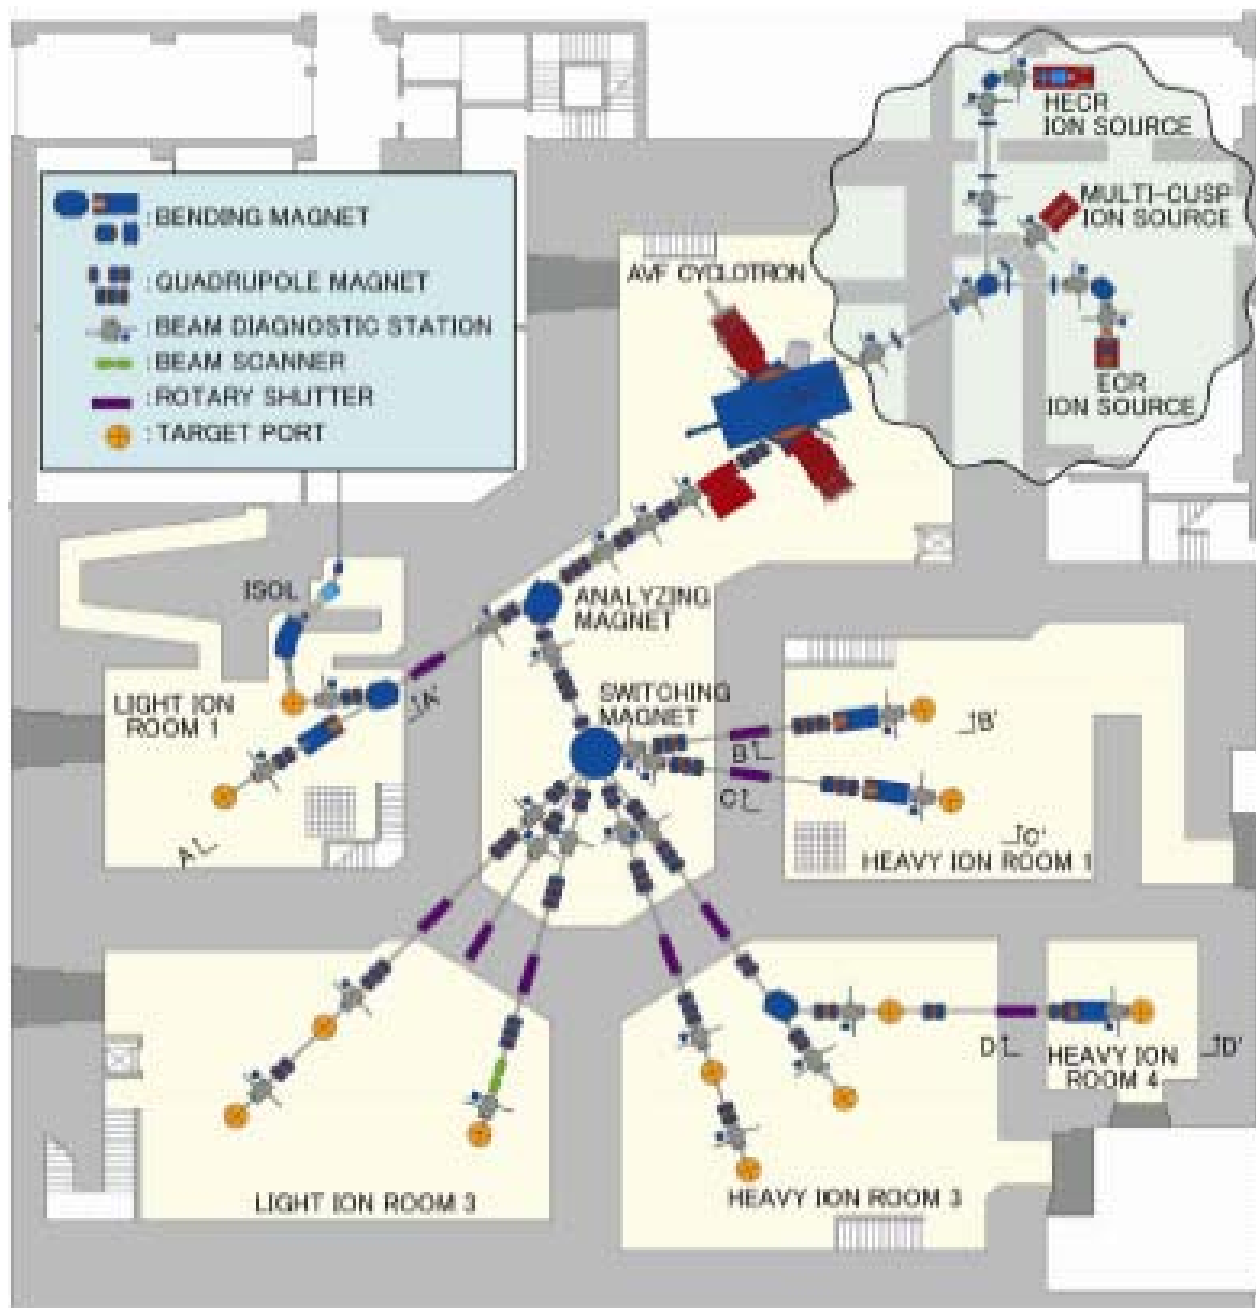 HECR
ION SOURCE
MULTI-CUSP
ION SOURCE
: BENDING MAGNET
AVF CYCLOTRON
: QUADRUPOLE MAGNET
: BEAM DIAGNOSTIC STATION
: BEAM SCANNER
: ROTARY SHUTTER
: TARGET PORT
ECR
ION SOURCE
ISOL
ANALYZING
MAGNET
LIGHT ION
ROOM 1
A'
SWITCHING
MAGNET
B
B'
C
C'
A
HEAVY ION ROOM 1
D
HEAVY ION
ROOM 4
D'
LIGHT ION ROOM 3
HEAVY ION ROOM 3